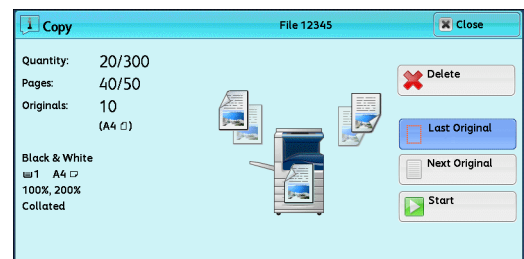 Copy
File 12345
Close
Quantity: 20/300
Pages: 40/50
Originals: 10
(A4)
Black & White
1 A4
100%, 200%
Collated
Delete
Last Original
Next Original
Start